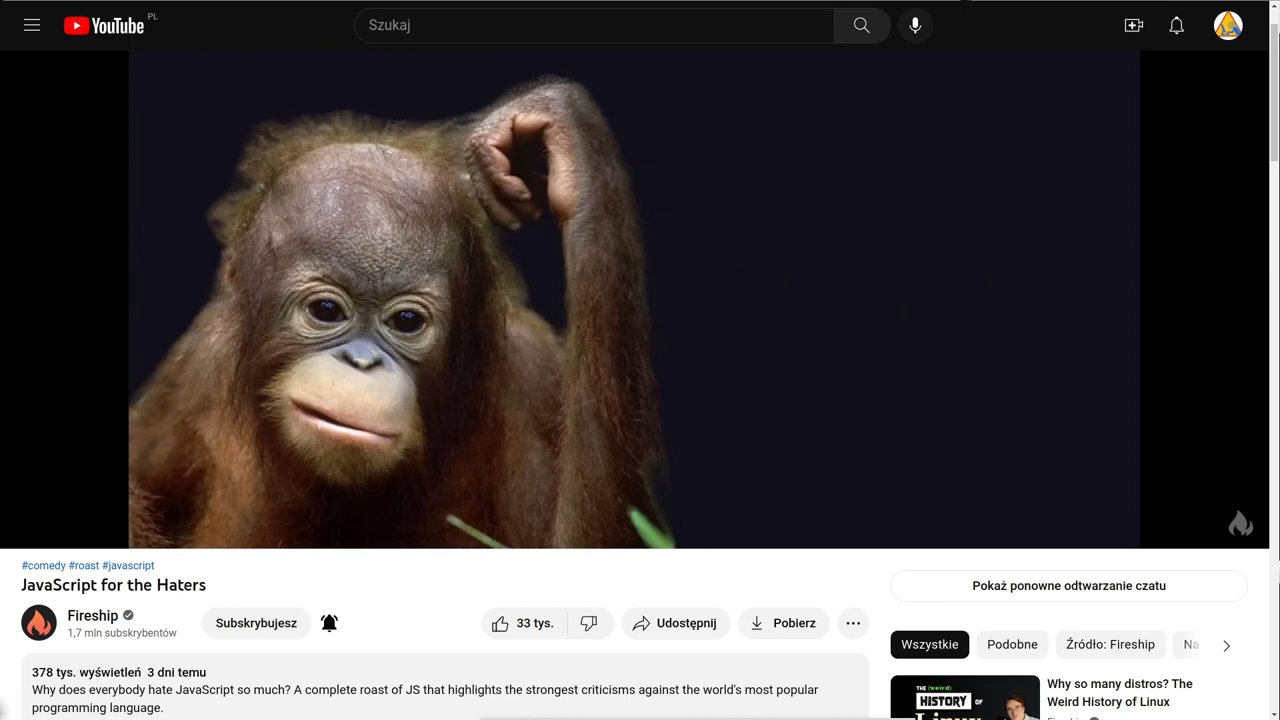 YouTube PL
Szukaj
#comedy #roast #javascript
JavaScript for the Haters
Fireship
1,7 mln subskrybentów
Subskrybujesz
33 tys.
Udostępnij
Pobierz
378 tys. wyświetleń 3 dni temu
Why does everybody hate JavaScript so much? A complete roast of JS that highlights the strongest criticisms against the world's most popular
programming language.
Pokaż ponowne odtwarzanie czatu
Wszystkie
Podobne
Źródło: Fireship
Na
THE (weird)
HISTORY OF
Why so many distros? The
Weird History of Linux